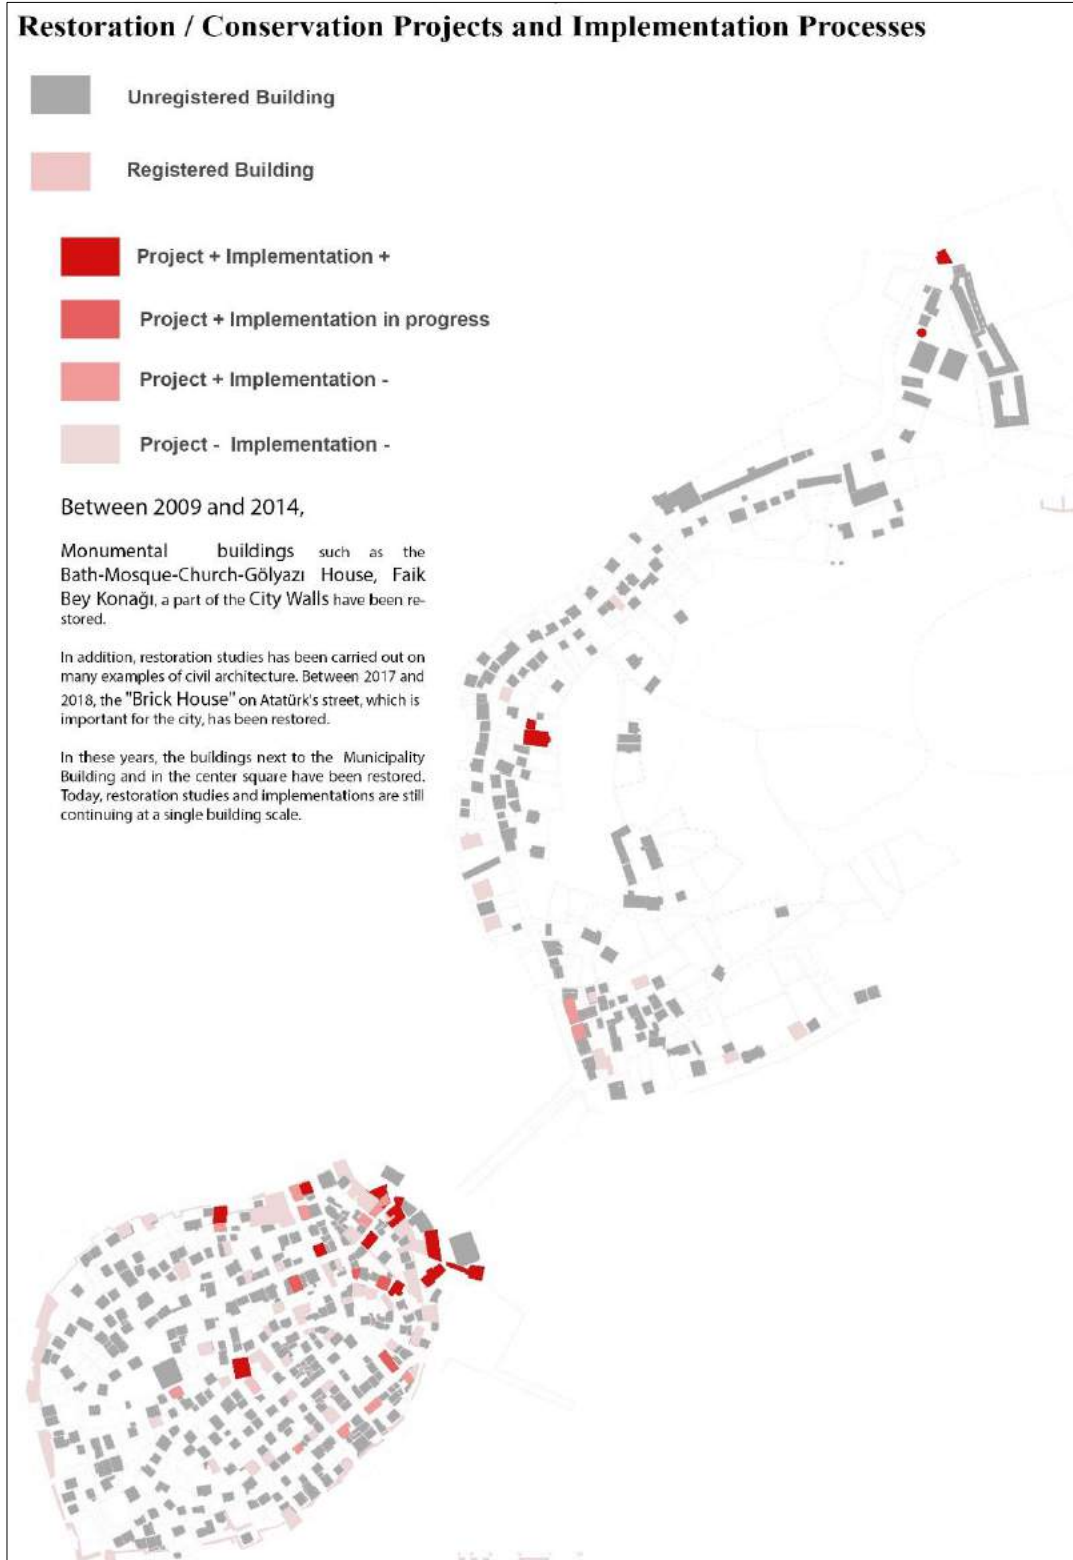 Restoration / Conservation Projects and Implementation Processes
Unregistered Building
Registered Building
Project + Implementation +
Project + Implementation in progress
Project + Implementation -
Project - Implementation -
Between 2009 and 2014,
Monumental buildings such as the
Bath-Mosque-Church-Gölyazı House, Faik
Bey Konağı, a part of the City Walls have been re-
stored.
In addition, restoration studies has been carried out on
many examples of civil architecture. Between 2017 and
2018, the "Brick House" on Atatürk's street, which is
important for the city, has been restored.
In these years, the buildings next to the Municipality
Building and in the center square have been restored.
Today, restoration studies and implementations are still
continuing at a single building scale.